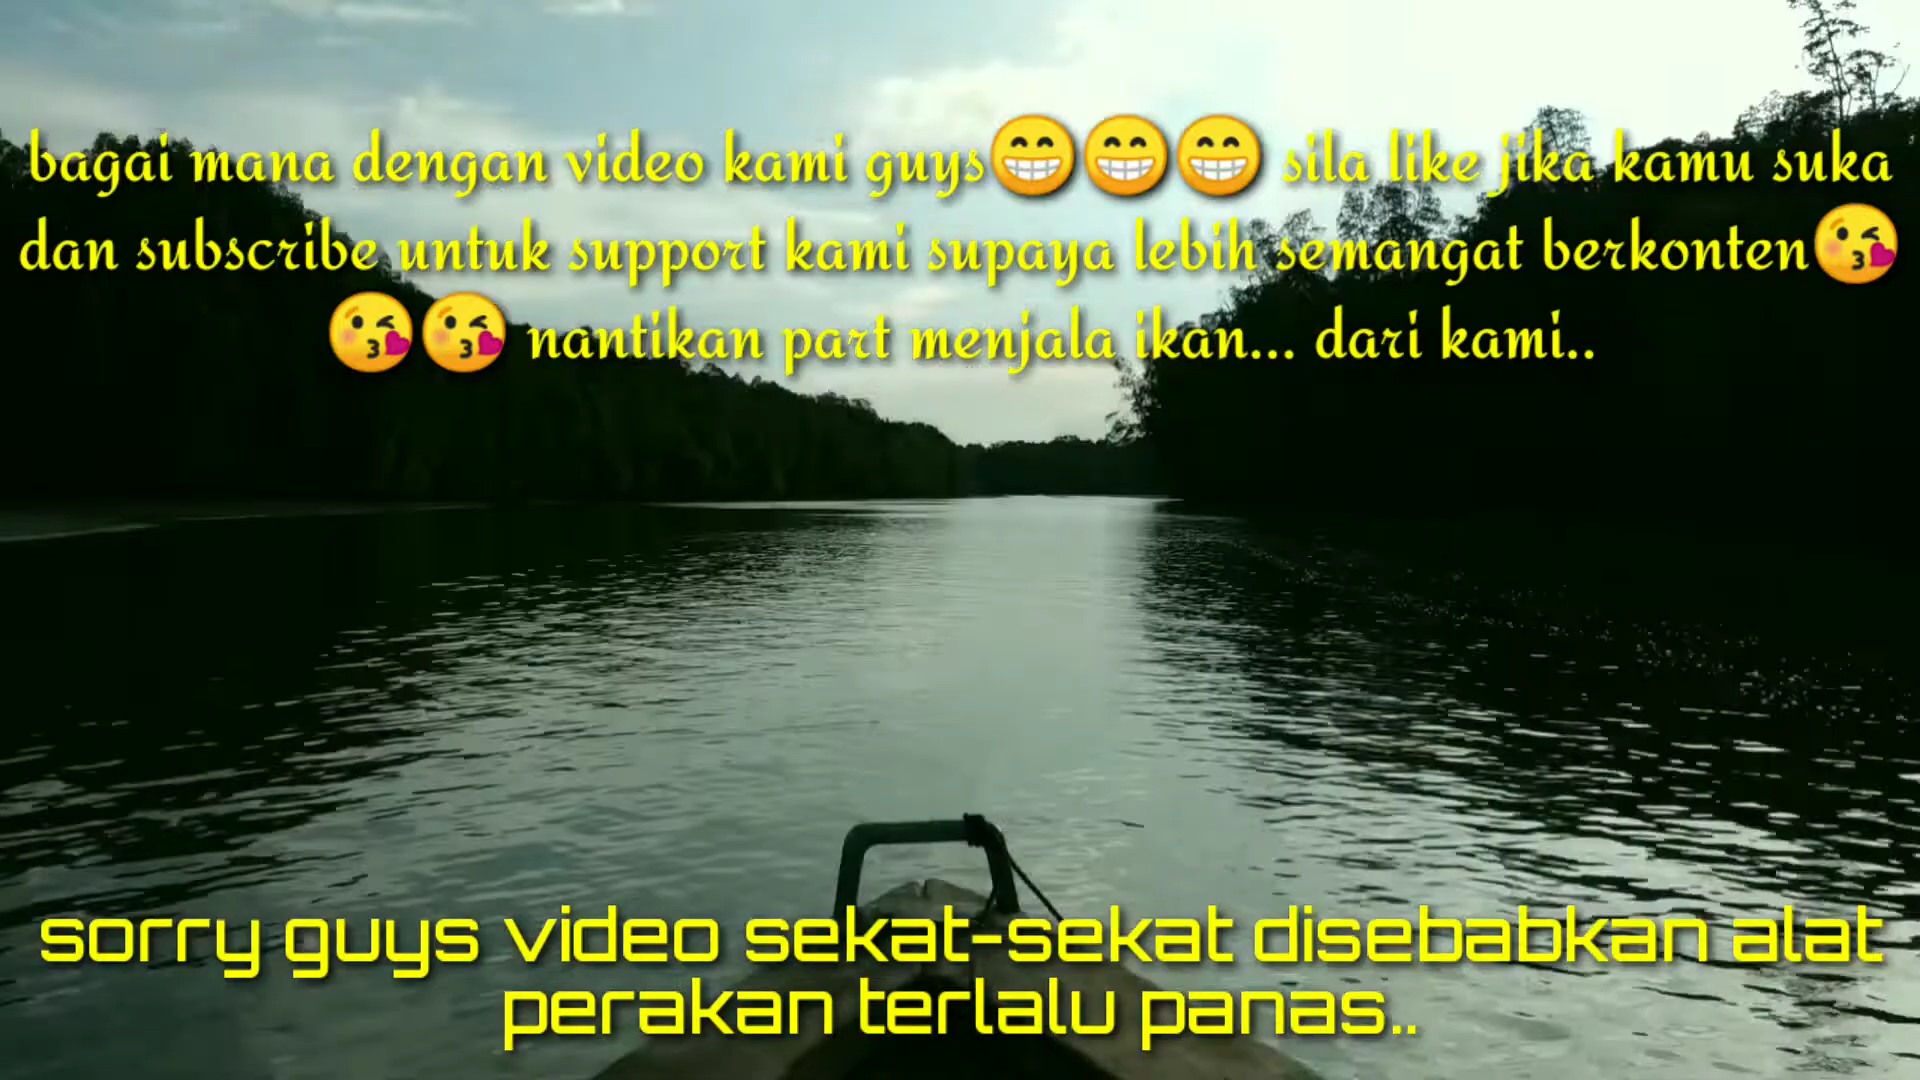 bagai mana dengan video kami guys😁😁😁 sila like jika kamu suka
dan subscribe untuk support kami supaya lebih semangat berkonten😘
😘😘 nantikan part menjala ikan... dari kami..
sorry guys video sekat-sekat disebabkan alat
perakan terlalu panas..